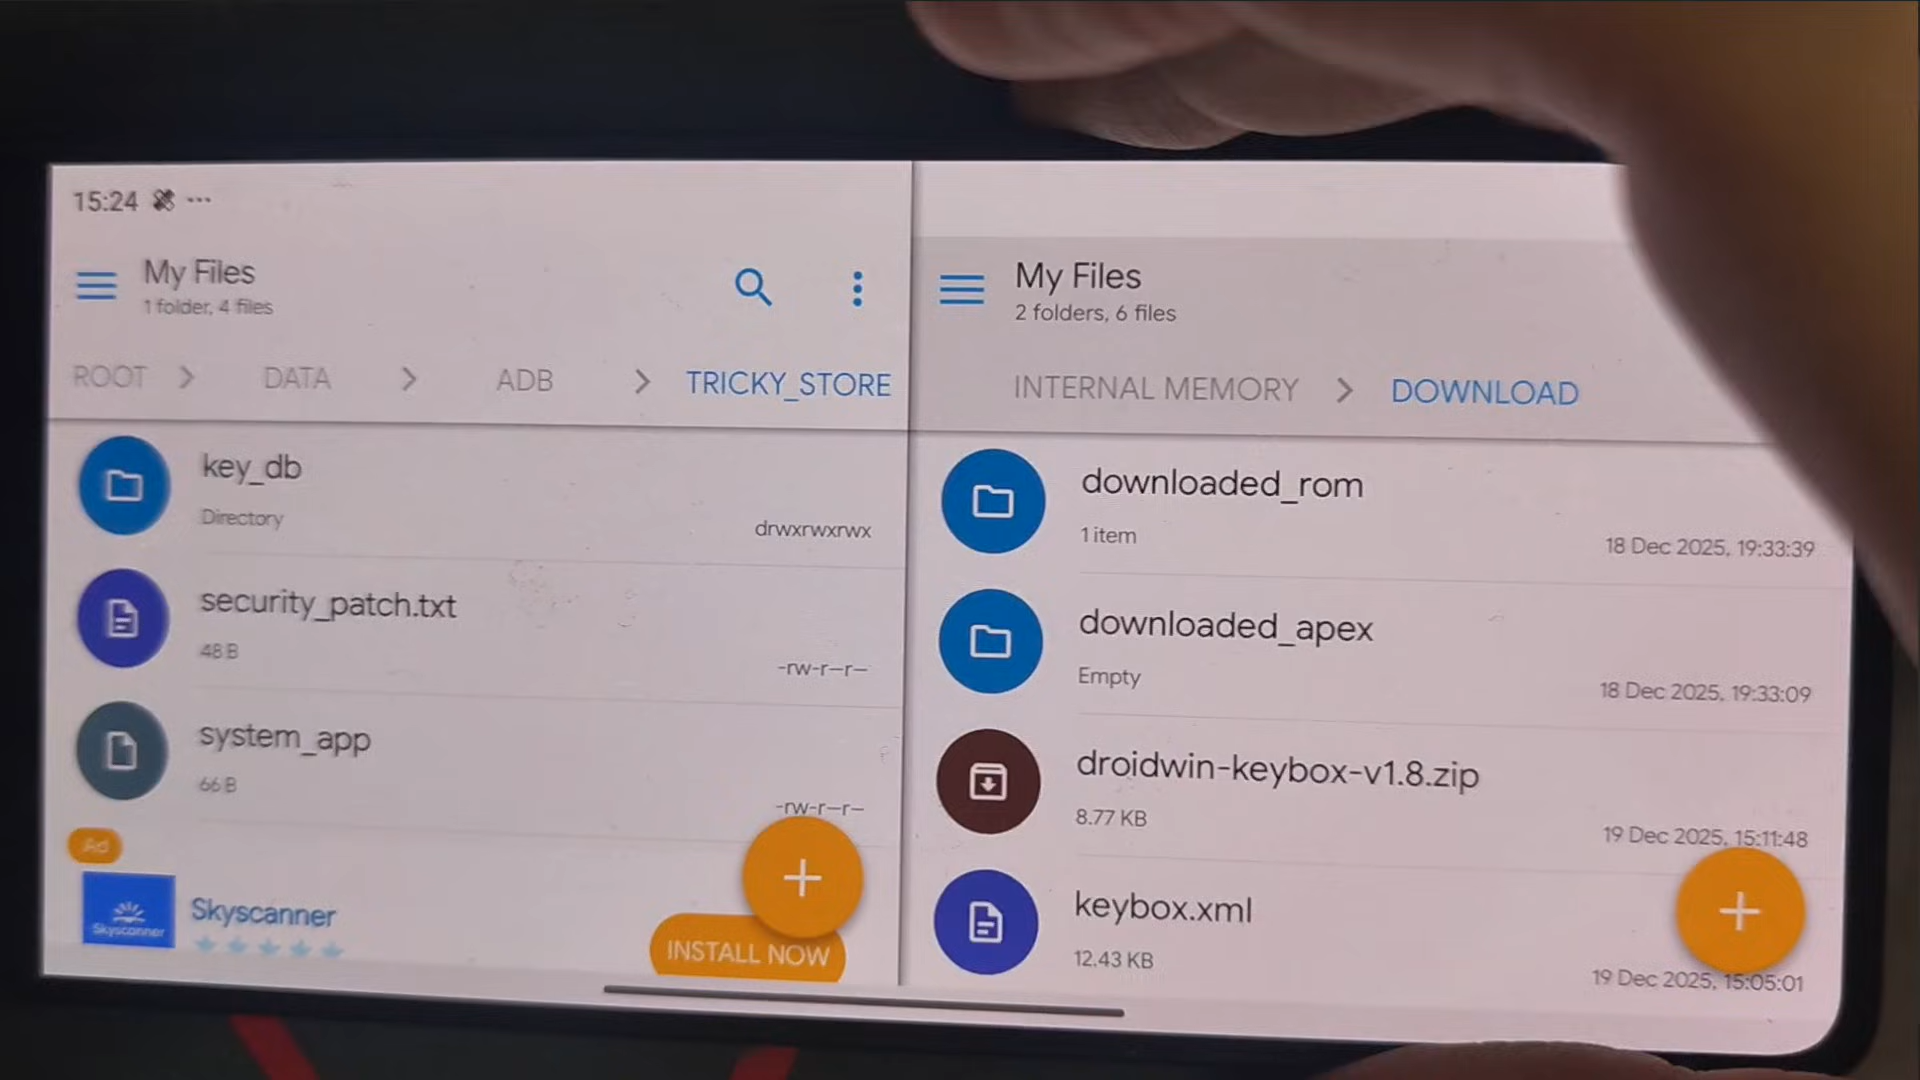 15:24 ...
My Files
1 folder, 4 files
ROOT > DATA > ADB > TRICKY_STORE
key_db
Directory
drwxrwxrwx
security_patch.txt
48 B
-rw-r--r--
system_app
66 B
-rw-r--r--
Ad
Skyscanner
Skyscanner
INSTALL NOW
My Files
2 folders, 6 files
INTERNAL MEMORY > DOWNLOAD
downloaded_rom
1 item
18 Dec 2025, 19:33:39
downloaded_apex
Empty
18 Dec 2025, 19:33:09
droidwin-keybox-v1.8.zip
8.77 KB
19 Dec 2025, 15:11:48
keybox.xml
12.43 KB
19 Dec 2025, 15:05:01